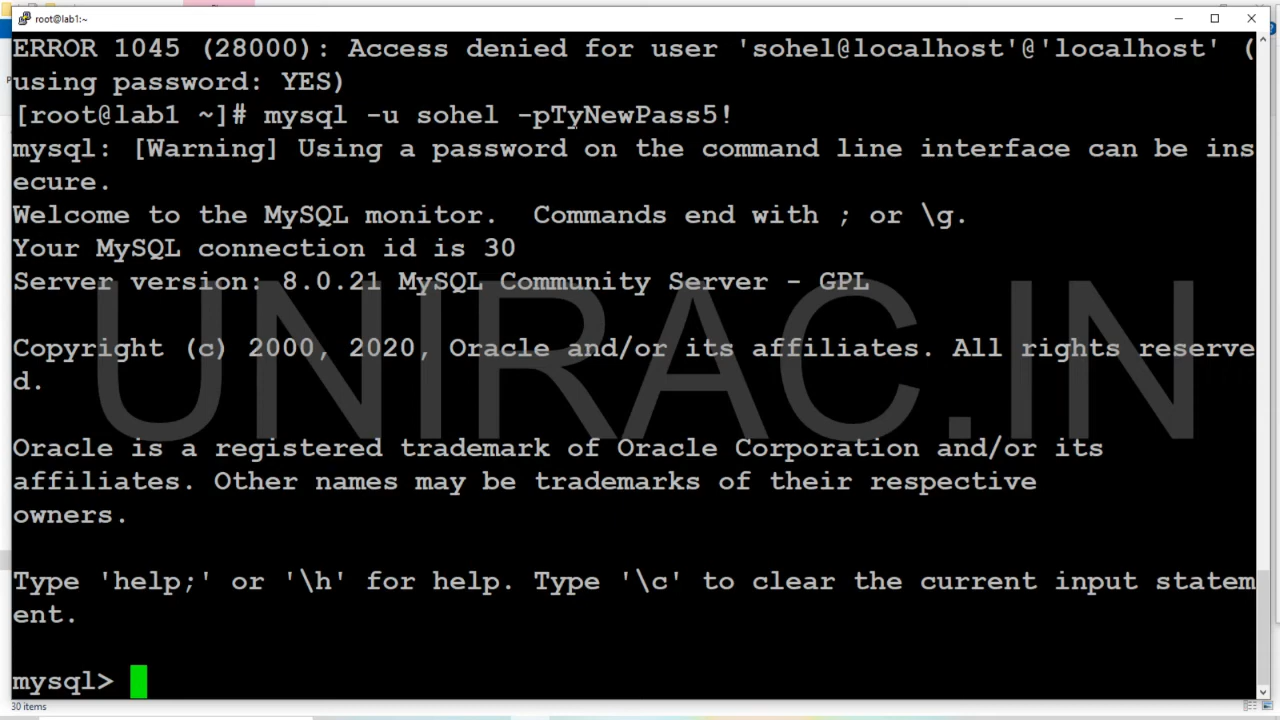 root@lab1:~
ERROR 1045 (28000): Access denied for user 'sohel@localhost'@'localhost' (
using password: YES)
[root@lab1 ~]# mysql -u sohel -pTyNewPass5!
mysql: [Warning] Using a password on the command line interface can be ins
ecure.
Welcome to the MySQL monitor.  Commands end with ; or \g.
Your MySQL connection id is 30
Server version: 8.0.21 MySQL Community Server - GPL
UNIRAC.IN
Copyright (c) 2000, 2020, Oracle and/or its affiliates. All rights reserve
d.
Oracle is a registered trademark of Oracle Corporation and/or its
affiliates. Other names may be trademarks of their respective
owners.
Type 'help;' or '\h' for help. Type '\c' to clear the current input statem
ent.
mysql>
30 items